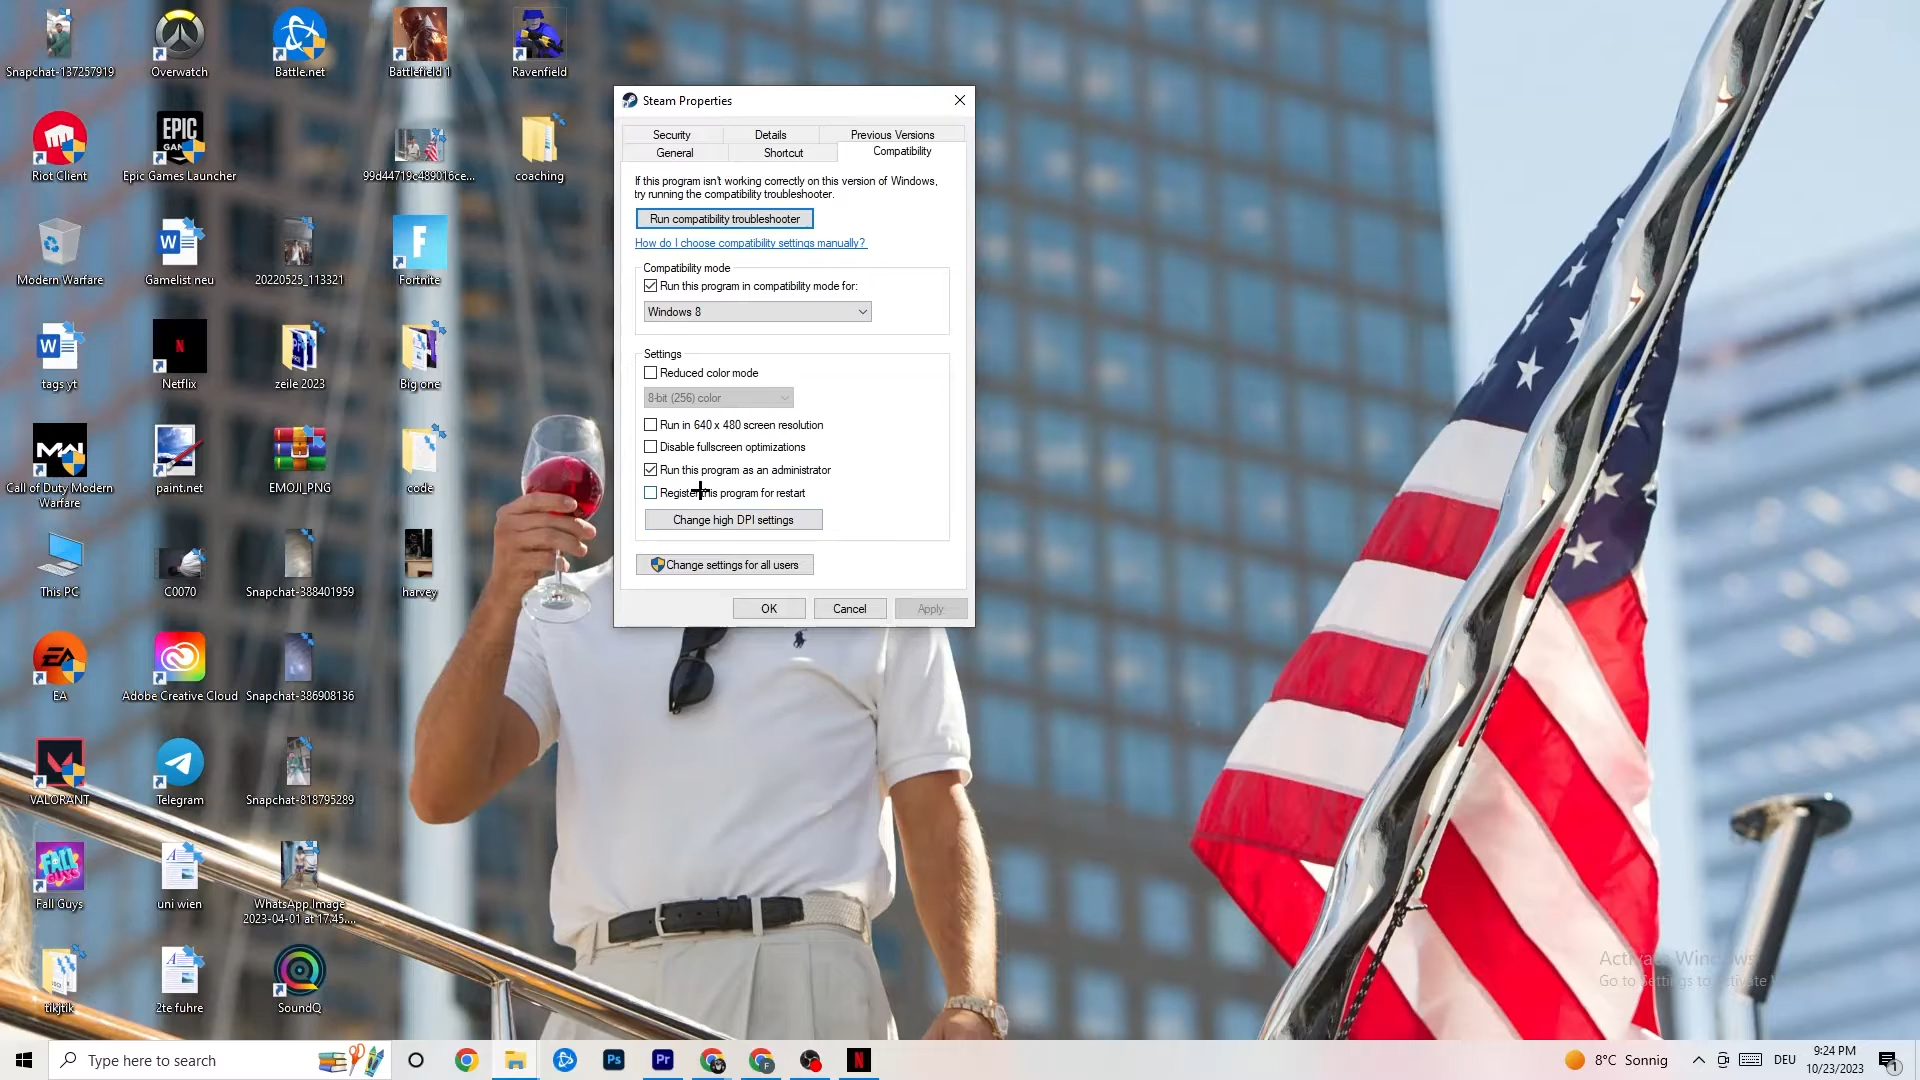 Snapchat-137257919
Overwatch
Battle.net
Battlefield 1
Ravenfield
Riot Client
EPIC
GAMES
Epic Games Launcher
99d44719c489016ce...
coaching
Modern Warfare
Gamelist neu
20220525_113321
Fortnite
tags yt
Netflix
zeile 2023
Big one
Call of Duty Modern
Warfare
paint.net
EMOJI_PNG
code
This PC
C0070
Snapchat-388401959
harvey
EA
Adobe Creative Cloud
Snapchat-386908136
VALORANT
Telegram
Snapchat-818795289
FALL
GUYS
Fall Guys
uni wien
WhatsApp Image
2023-04-01 at 17.45....
tikjtik
2te fuhre
SoundQ
Steam Properties
Security
Details
Previous Versions
General
Shortcut
Compatibility
If this program isn't working correctly on this version of Windows,
try running the compatibility troubleshooter.
Run compatibility troubleshooter
How do I choose compatibility settings manually?
Compatibility mode
Run this program in compatibility mode for:
Windows 8
Settings
Reduced color mode
8-bit (256) color
Run in 640 x 480 screen resolution
Disable fullscreen optimizations
Run this program as an administrator
Register this program for restart
Change high DPI settings
Change settings for all users
OK
Cancel
Apply
Activate Windows
Go to Settings to activate
Type here to search
Ps
Pr
F
N
8°C Sonnig
DEU
9:24 PM
10/23/2023
1